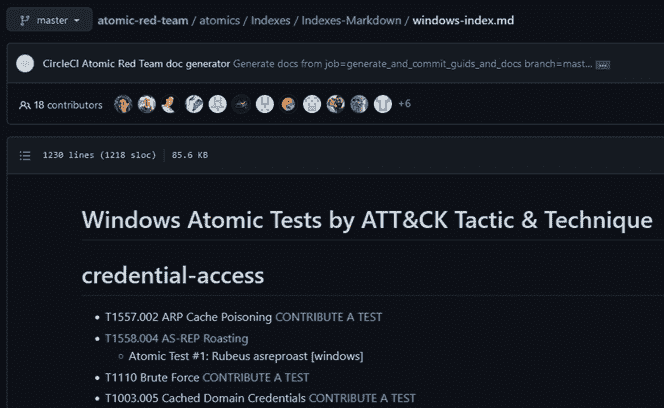 master atomic-red-team / atomics / Indexes / Indexes-Markdown / windows-index.md
CircleCI Atomic Red Team doc generator Generate docs from job=generate_and_commit_guids_and_docs branch=mast... ...
18 contributors +6
1230 lines (1218 sloc) 85.6 KB
Windows Atomic Tests by ATT&CK Tactic & Technique
credential-access
• T1557.002 ARP Cache Poisoning CONTRIBUTE A TEST
• T1558.004 AS-REP Roasting
◦ Atomic Test #1: Rubeus asreproast [windows]
• T1110 Brute Force CONTRIBUTE A TEST
• T1003.005 Cached Domain Credentials CONTRIBUTE A TEST